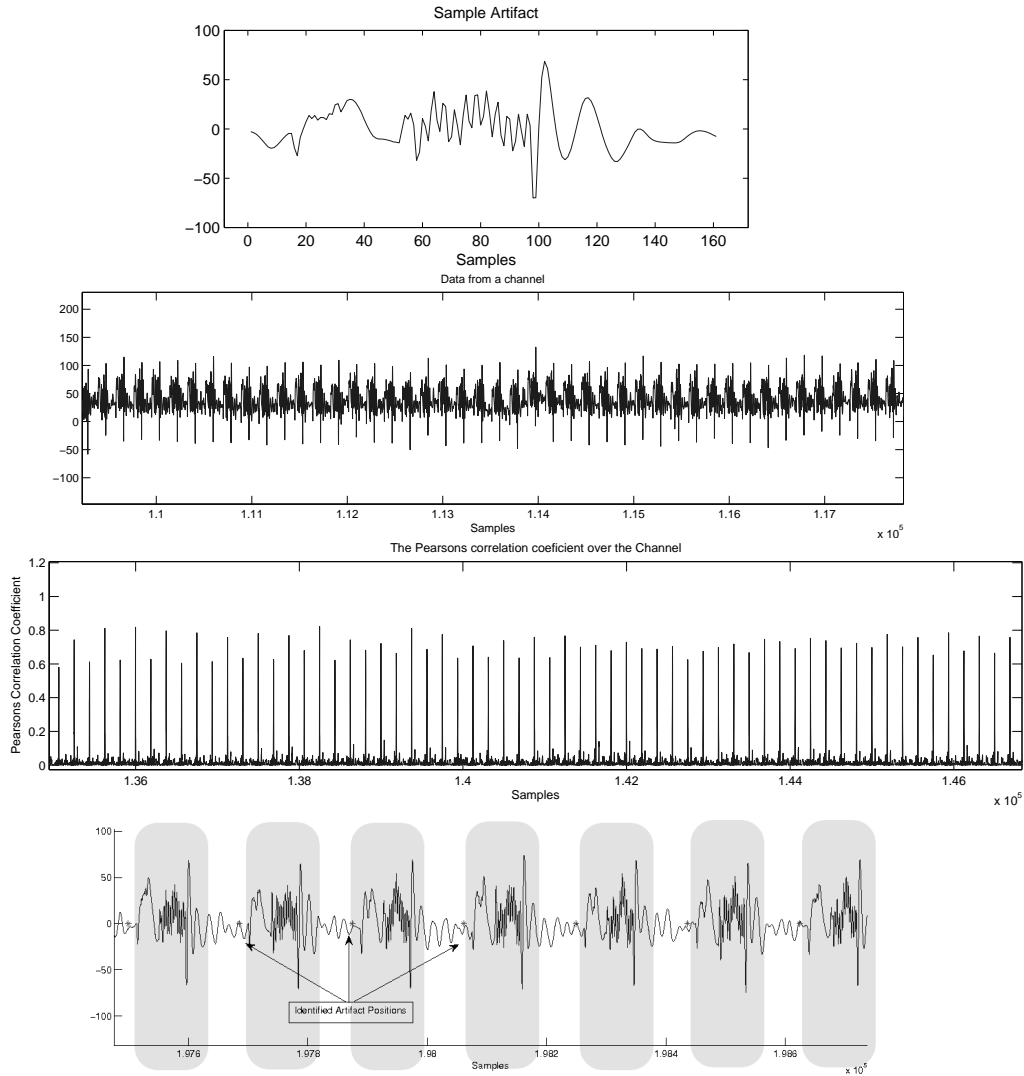 Sample Artifact
100
50
0
−50
−100
0 20 40 60 80 100 120 140 160
Samples
Data from a channel
200
150
100
50
0
−50
−100
1.1 1.11 1.12 1.13 1.14 1.15 1.16 1.17
Samples
x 10^5
The Pearsons correlation coeficient over the Channel
Pearsons Correlation Coefficient
1.2
1
0.8
0.6
0.4
0.2
0
1.36 1.38 1.4 1.42 1.44 1.46
Samples
x 10^5
100
50
0
−50
−100
Identified Artifact Positions
1.976 1.978 1.98 1.982 1.984 1.986
Samples
x 10^5